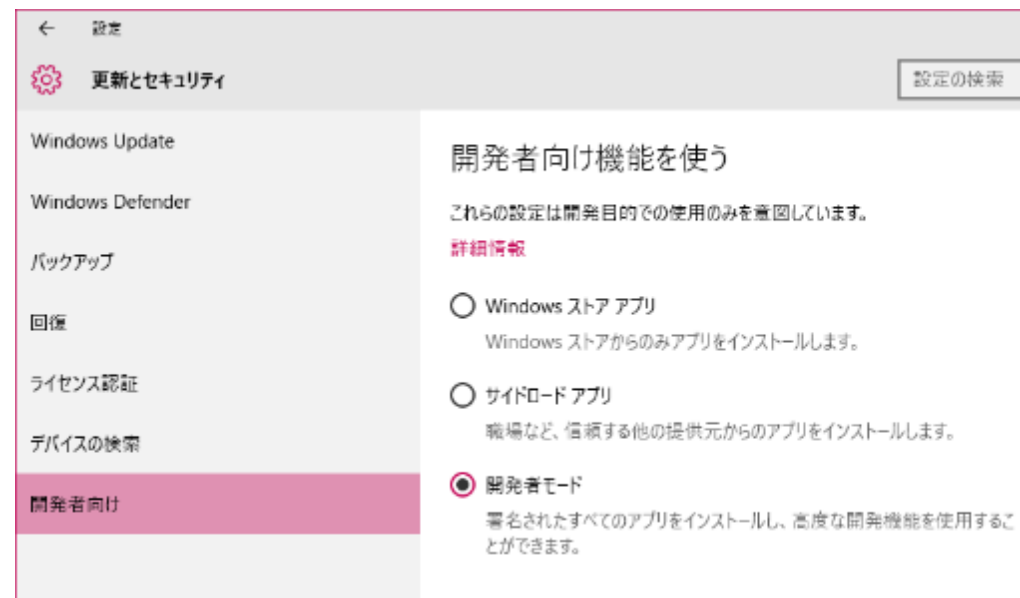 ← 設定
更新とセキュリティ
設定の検索
Windows Update
Windows Defender
バックアップ
回復
ライセンス認証
デバイスの検索
開発者向け
開発者向け機能を使う
これらの設定は開発目的での使用のみを意図しています。
詳細情報
Windows ストア アプリ
Windows ストアからのみアプリをインストールします。
サイドロード アプリ
職場など、信頼する他の提供元からのアプリをインストールします。
開発者モード
署名されたすべてのアプリをインストールし、高度な開発機能を使用するこ
とができます。